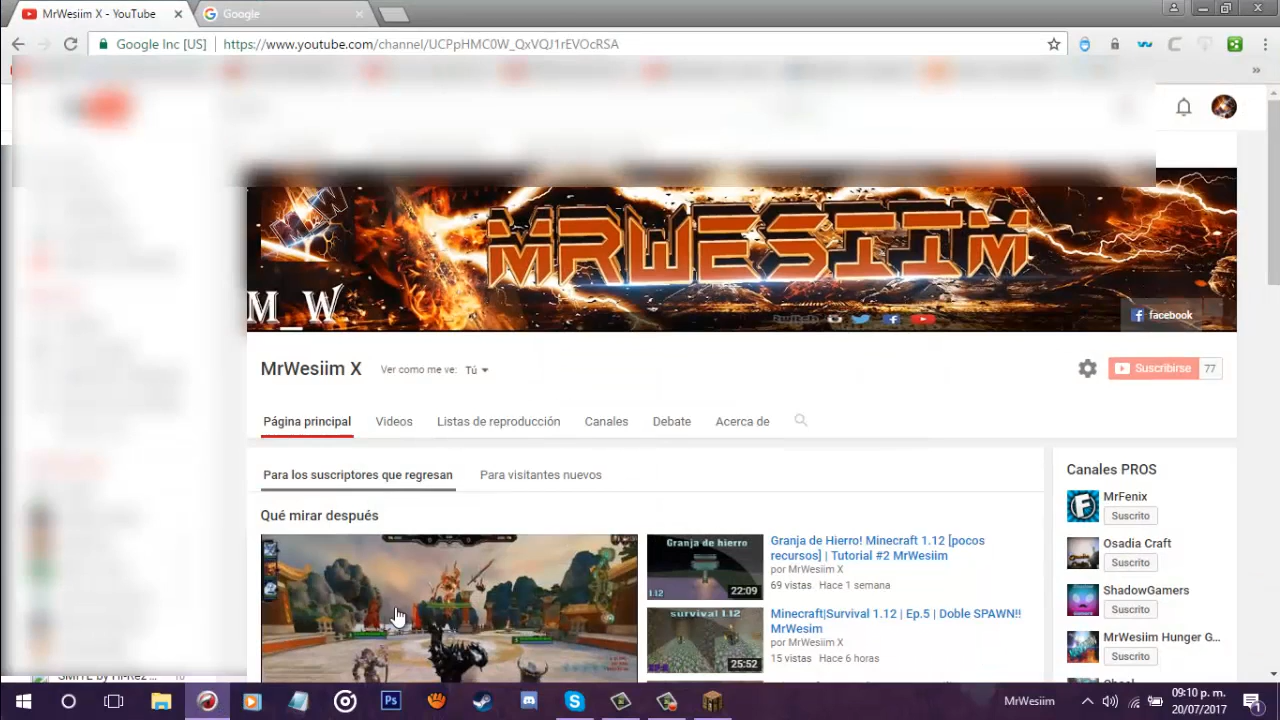 MrWesiim X - YouTube
Google
Google Inc [US]
https://www.youtube.com/channel/UCPpHMC0W_QxVQJ1rEVOcRSA
MRWESIIM
M_W
facebook
MrWesiim X
Ver como me ve: Tú
Suscribirse 77
Página principal
Videos
Listas de reproducción
Canales
Debate
Acerca de
Para los suscriptores que regresan
Para visitantes nuevos
Qué mirar después
Granja de hierro
1.12
22:09
Granja de Hierro! Minecraft 1.12 [pocos
recursos] | Tutorial #2 MrWesiim
por MrWesiim X
69 vistas Hace 1 semana
survival 1.12
25:52
Minecraft|Survival 1.12 | Ep.5 | Doble SPAWN!!
MrWesim
por MrWesiim X
15 vistas Hace 6 horas
Canales PROS
MrFenix
Suscrito
Osadia Craft
Suscrito
ShadowGamers
Suscrito
MrWesiim Hunger G...
Suscrito
MrWesiim
09:10 p. m.
20/07/2017